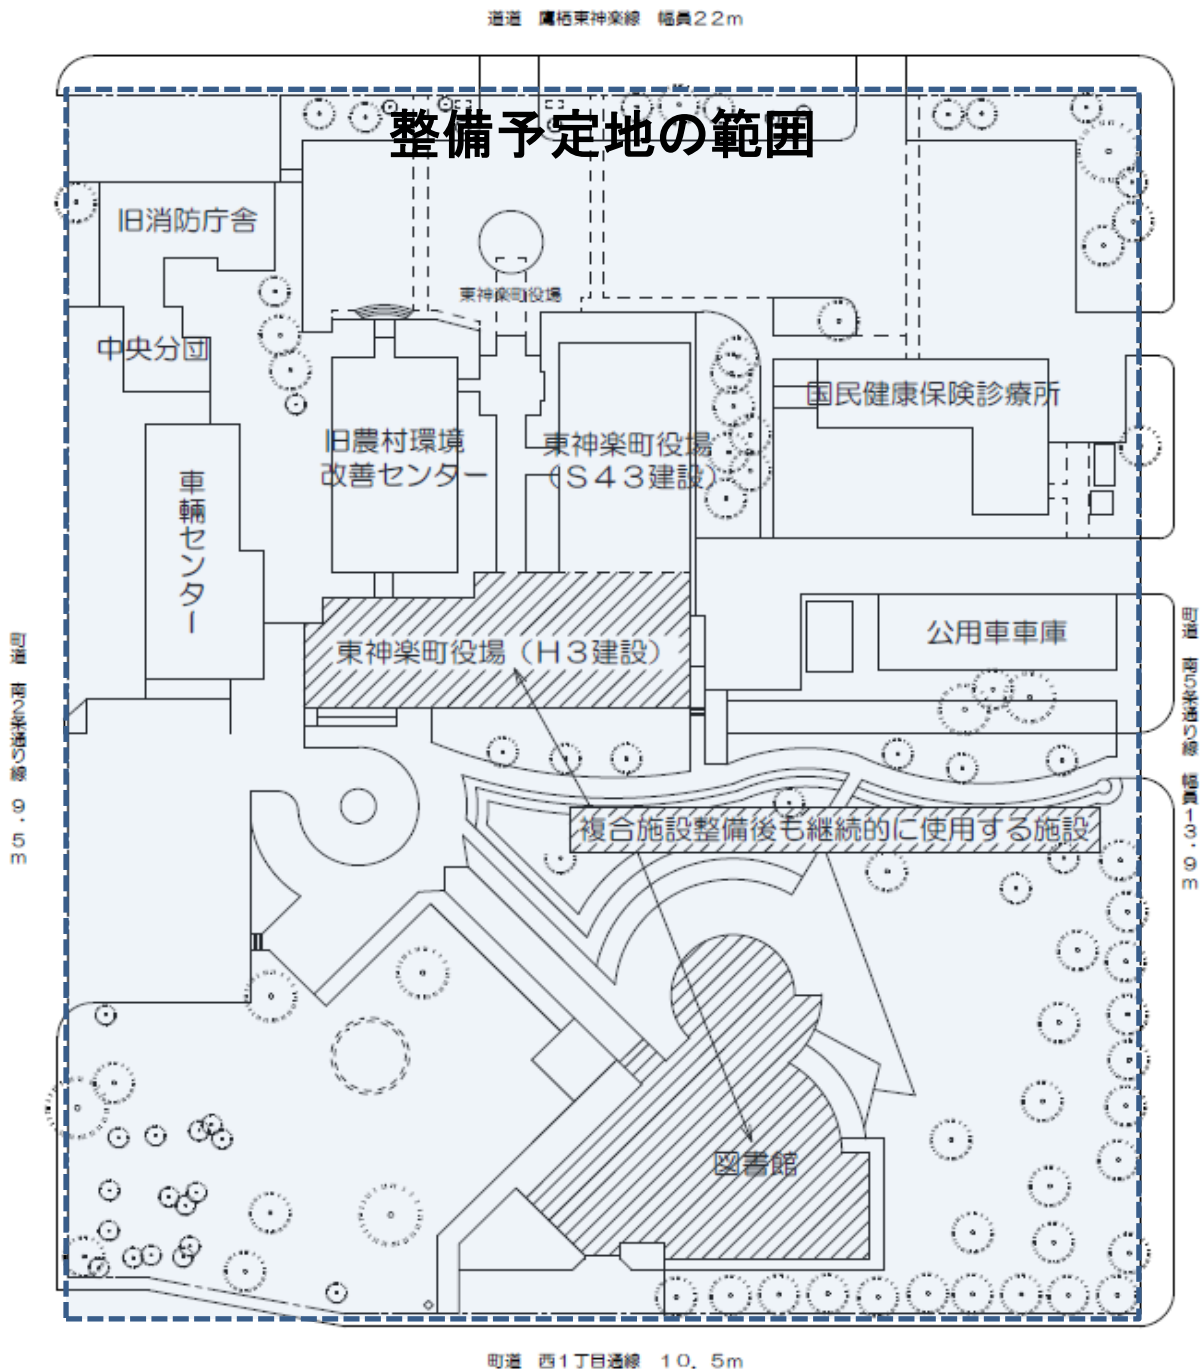 道道　鷹栖東神楽線　幅員22m
整備予定地の範囲
旧消防庁舎
東神楽町役場
中央分団
国民健康保険診療所
旧農村環境
改善センター
東神楽町役場
（S43建設）
車輛センター
公用車車庫
東神楽町役場（H3建設）
町道　南2条通り線　9.5m
町道　南5条通り線　幅員13.9m
複合施設整備後も継続的に使用する施設
図書館
町道　西1丁目通線　10.5m